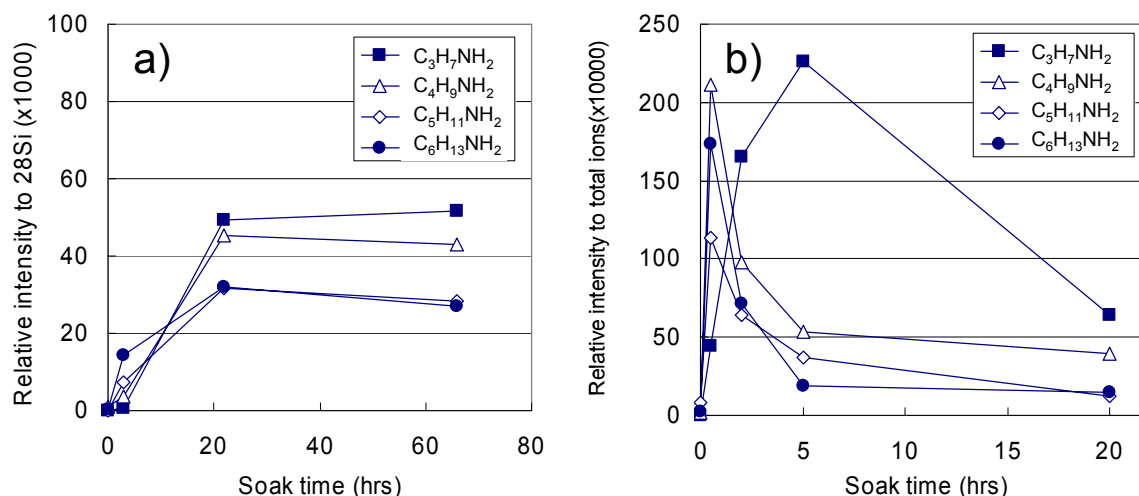 a)
Relative intensity to 28Si (x1000)
100
80
60
40
20
0
0 20 40 60 80
Soak time (hrs)
C3H7NH2
C4H9NH2
C5H11NH2
C6H13NH2
b)
Relative intensity to total ions(x10000)
250
200
150
100
50
0
0 5 10 15 20
Soak time (hrs)
C3H7NH2
C4H9NH2
C5H11NH2
C6H13NH2